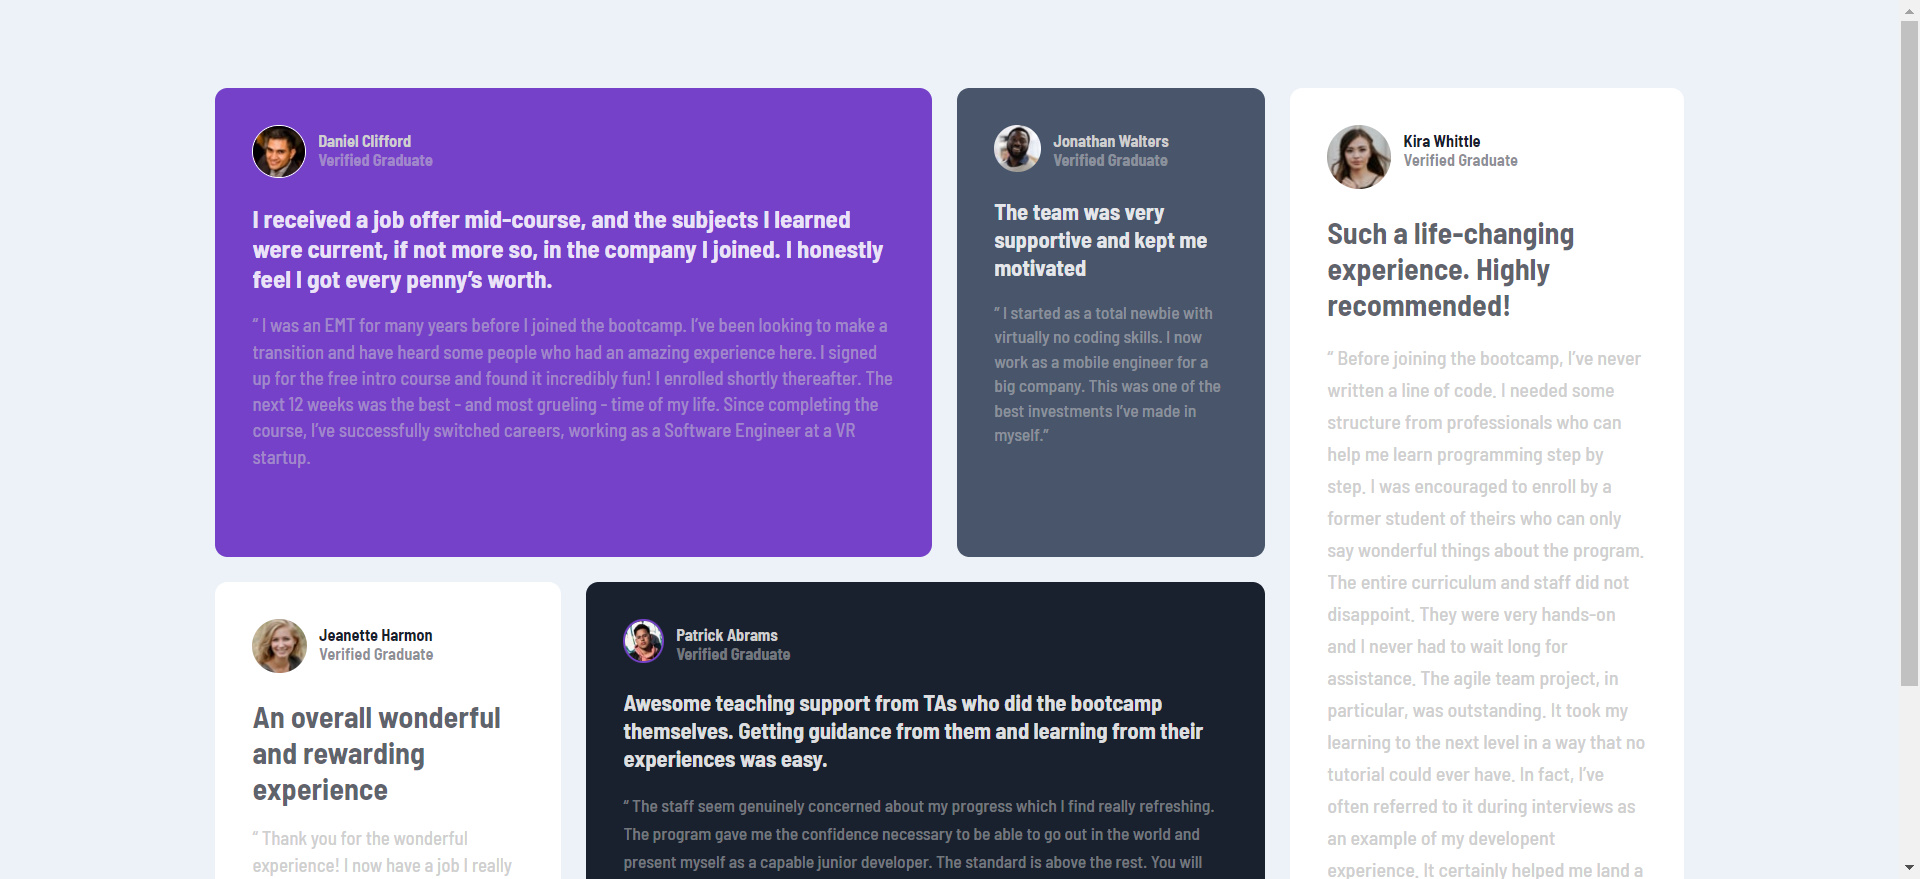 Daniel Clifford
Verified Graduate
I received a job offer mid-course, and the subjects I learned
were current, if not more so, in the company I joined. I honestly
feel I got every penny’s worth.
“ I was an EMT for many years before I joined the bootcamp. I’ve been looking to make a
transition and have heard some people who had an amazing experience here. I signed
up for the free intro course and found it incredibly fun! I enrolled shortly thereafter. The
next 12 weeks was the best - and most grueling - time of my life. Since completing the
course, I’ve successfully switched careers, working as a Software Engineer at a VR
startup.
Jonathan Walters
Verified Graduate
The team was very
supportive and kept me
motivated
“ I started as a total newbie with
virtually no coding skills. I now
work as a mobile engineer for a
big company. This was one of the
best investments I’ve made in
myself.”
Kira Whittle
Verified Graduate
Such a life-changing
experience. Highly
recommended!
“ Before joining the bootcamp, I’ve never
written a line of code. I needed some
structure from professionals who can
help me learn programming step by
step. I was encouraged to enroll by a
former student of theirs who can only
say wonderful things about the program.
The entire curriculum and staff did not
disappoint. They were very hands-on
and I never had to wait long for
assistance. The agile team project, in
particular, was outstanding. It took my
learning to the next level in a way that no
tutorial could ever have. In fact, I’ve
often referred to it during interviews as
an example of my developent
experience. It certainly helped me land a
Jeanette Harmon
Verified Graduate
An overall wonderful
and rewarding
experience
“ Thank you for the wonderful
experience! I now have a job I really
Patrick Abrams
Verified Graduate
Awesome teaching support from TAs who did the bootcamp
themselves. Getting guidance from them and learning from their
experiences was easy.
“ The staff seem genuinely concerned about my progress which I find really refreshing.
The program gave me the confidence necessary to be able to go out in the world and
present myself as a capable junior developer. The standard is above the rest. You will